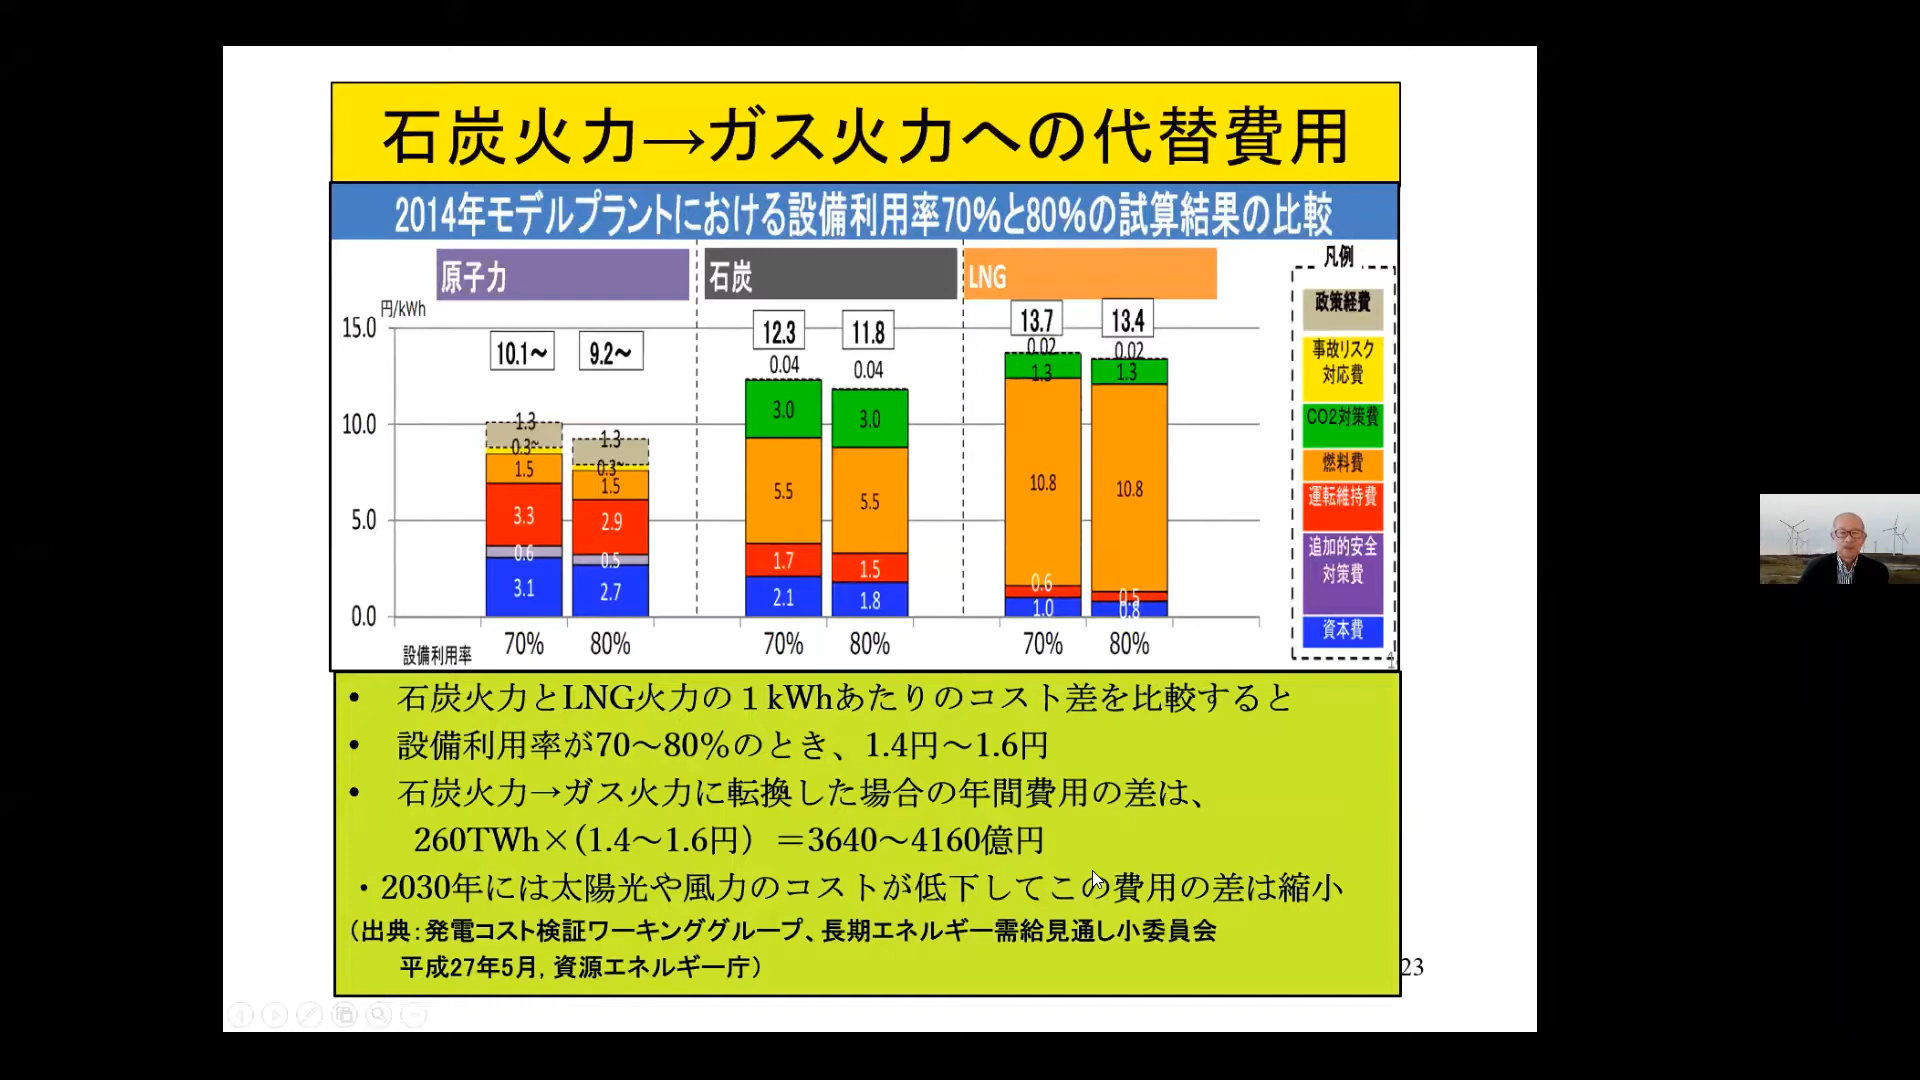 石炭火力→ガス火力への代替費用
2014年モデルプラントにおける設備利用率70%と80%の試算結果の比較
原子力
石炭
LNG
凡例
円/kWh
15.0
10.0
5.0
0.0
10.1～
9.2～
12.3
11.8
13.7
13.4
0.04
0.04
0.02
0.02
1.3
0.3~
1.5
3.3
0.6
3.1
1.3
0.3~
1.5
2.9
0.5
2.7
3.0
5.5
1.7
2.1
3.0
5.5
1.5
1.8
1.3
10.8
0.6
1.0
1.3
10.8
0.5
0.8
設備利用率
70%
80%
70%
80%
70%
80%
政策経費
事故リスク
対応費
CO2対策費
燃料費
運転維持費
追加的安全
対策費
資本費
• 石炭火力とLNG火力の１kWhあたりのコスト差を比較すると
• 設備利用率が70～80%のとき、1.4円～1.6円
• 石炭火力→ガス火力に転換した場合の年間費用の差は、
260TWh×(1.4～1.6円）＝3640～4160億円
・2030年には太陽光や風力のコストが低下してこの費用の差は縮小
（出典：発電コスト検証ワーキンググループ、長期エネルギー需給見通し小委員会
平成27年5月, 資源エネルギー庁）
23